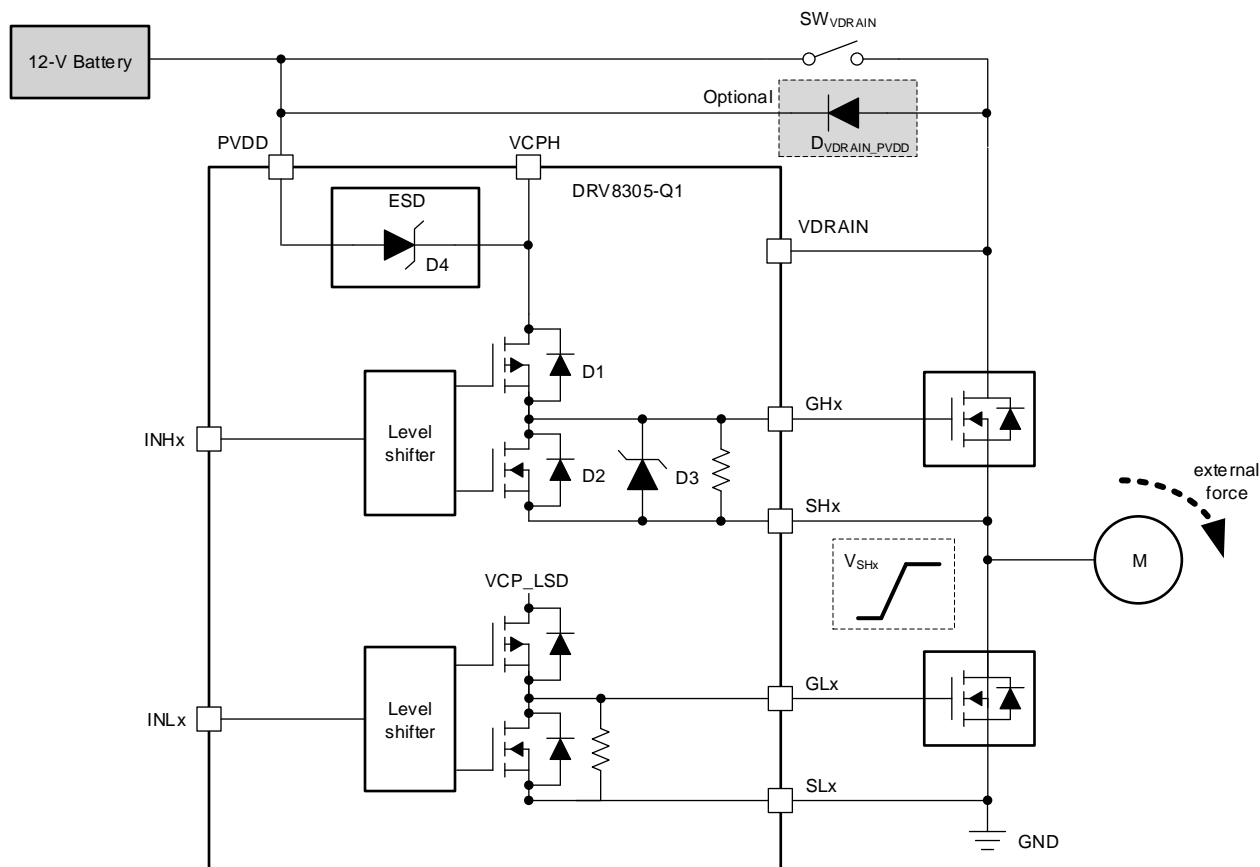 SWVDRAIN
12-V Battery
Optional
DVDRAIN_PVDD
PVDD
VCPH
DRV8305-Q1
ESD
D4
VDRAIN
D1
GHx
INHx
Level
shifter
D2
D3
SHx
external
force
M
VSHx
VCP_LSD
GLx
INLx
Level
shifter
SLx
GND